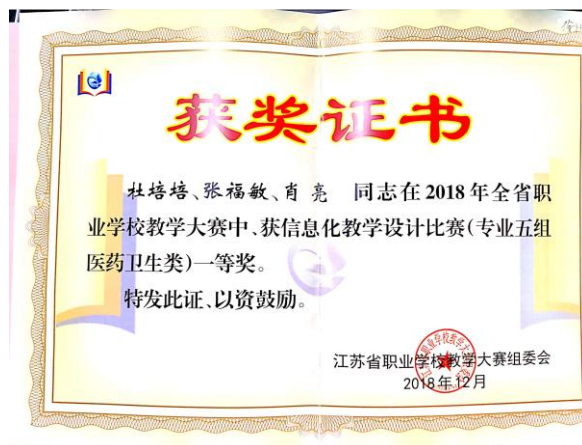 获奖证书
杜培培、张福敏、肖亮 同志在2018年全省职
业学校教学大赛中、获信息化教学设计比赛(专业五组
医药卫生类)一等奖。
特发此证、以资鼓励。
江苏省职业学校教学大赛组委会
2018年12月